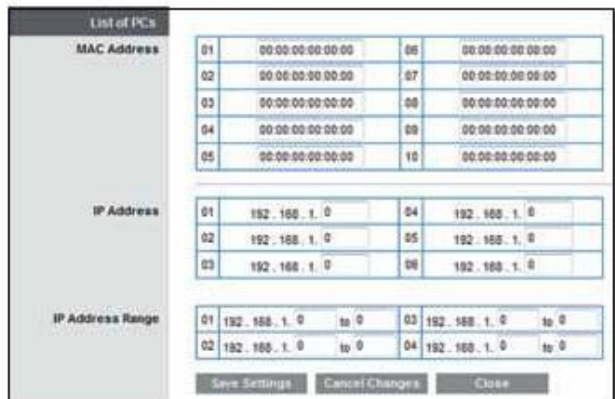 List of PCs
MAC Address
01 00:00:00:00:00:00 06 00:00:00:00:00:00
02 00:00:00:00:00:00 07 00:00:00:00:00:00
03 00:00:00:00:00:00 08 00:00:00:00:00:00
04 00:00:00:00:00:00 09 00:00:00:00:00:00
05 00:00:00:00:00:00 10 00:00:00:00:00:00
IP Address
01 192 . 168 . 1. 0 04 192 . 168 . 1. 0
02 192 . 168 . 1. 0 05 192 . 168 . 1. 0
03 192 . 168 . 1. 0 06 192 . 168 . 1. 0
IP Address Range
01 192 . 168 . 1. 0 to 0 03 192 . 168 . 1. 0 to 0
02 192 . 168 . 1. 0 to 0 04 192 . 168 . 1. 0 to 0
Save Settings Cancel Changes Close